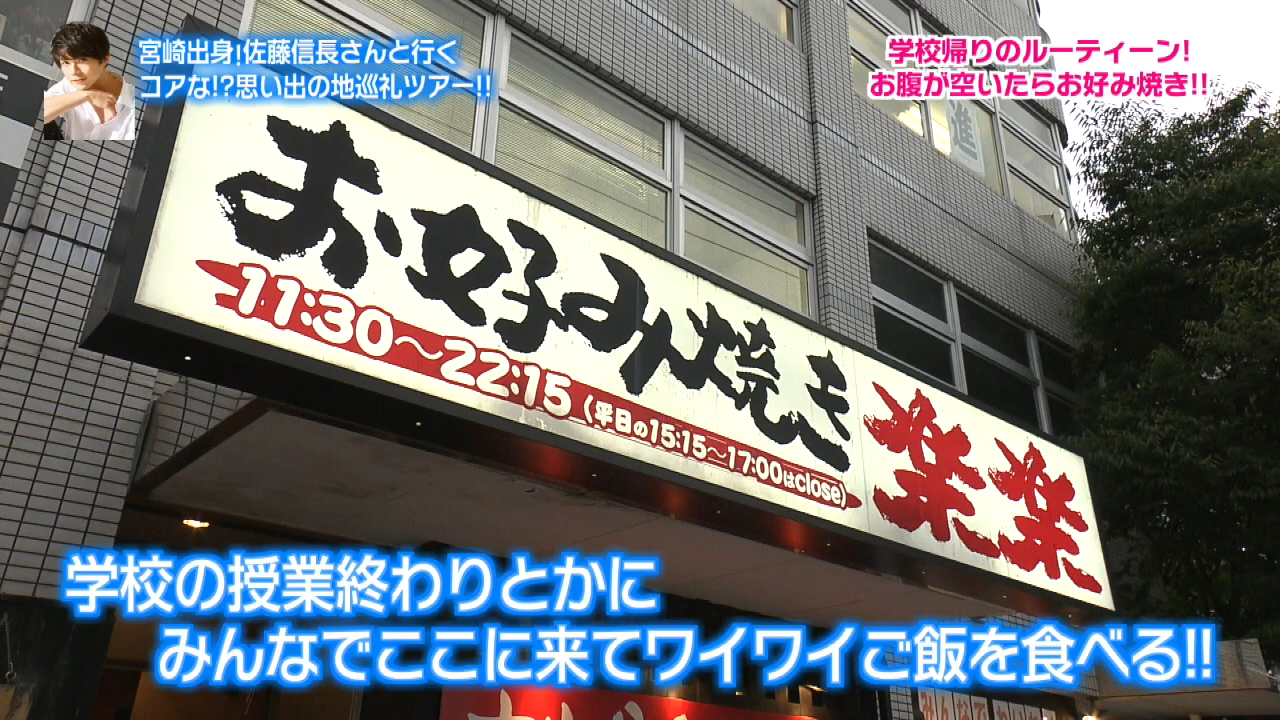 宮崎出身!佐藤信長さんと行く
コアな!?思い出の地巡礼ツアー!!
学校帰りのルーティーン!
お腹が空いたらお好み焼き!!
進
お好み焼き 楽楽
11:30〜22:15(平日の15:15〜17:00はclose)
学校の授業終わりとかに
みんなでここに来てワイワイご飯を食べる!!